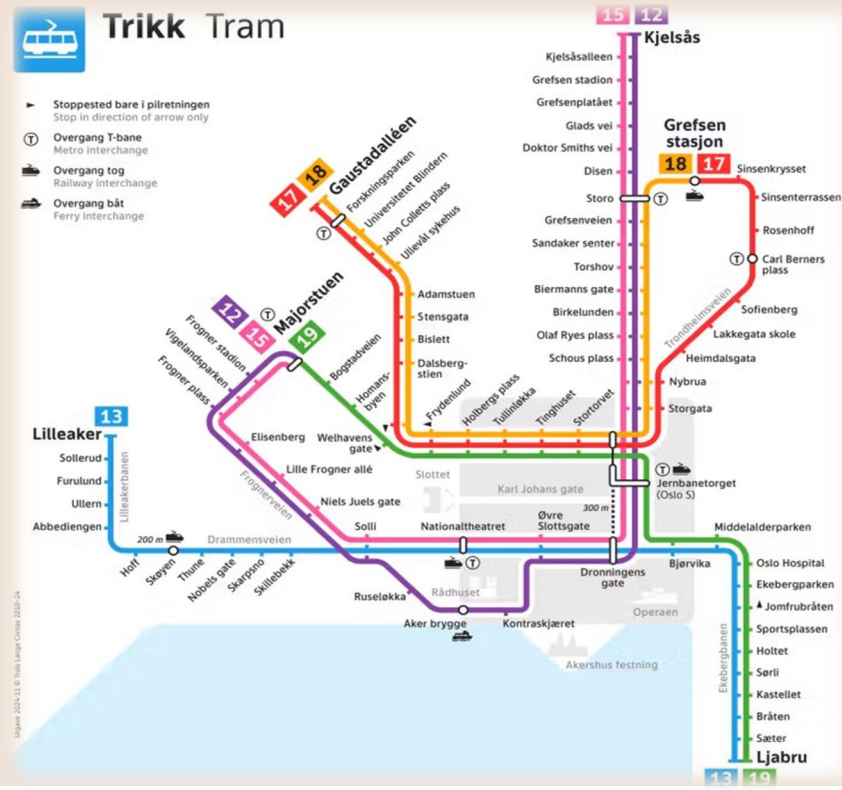 Trikk Tram
Stoppested bare i pilretningen
Stop in direction of arrow only
T
Overgang T-bane
Metro interchange
Overgang tog
Railway interchange
Overgang båt
Ferry interchange
15 12
Kjelsås
Kjelsåsalleen
Grefsen stadion
Grefsenplatået
Glads vei
Doktor Smiths vei
Disen
Storo
T
Grefsenveien
Sandaker senter
Torshov
Biermanns gate
Birkelunden
Olaf Ryes plass
Schous plass
Grefsen
stasjon
18 17
Sinsenkrysset
Sinsenterrassen
Rosenhoff
T
Carl Berners
plass
Sofienberg
Trondheimsveien
Lakkegata skole
Heimdalsgata
Nybrua
Storgata
17 18
Gaustadalléen
T
Forskningsparken
Universitetet Blindern
John Colletts plass
Ullevål sykehus
Adamstuen
Stensgata
Bislett
Dalsberg-
stien
Frydenlund
Holbergs plass
Tullinløkka
Tinghuset
Stortorvet
12 15 19
T
Majorstuen
Bogstadveien
Homans-
byen
Welhavens
gate
Frogner stadion
Vigelandsparken
Frogner plass
Elisenberg
Lille Frogner allé
Niels Juels gate
Frognerveien
Solli
13
Lilleaker
Sollerud
Furulund
Ullern
Abbediengen
Lilleakerbanen
200 m
Drammensveien
Hoff
Skøyen
Thune
Nobels gate
Skarpsno
Skillebekk
Slottet
Karl Johans gate
300 m
T
Jernbanetorget
(Oslo S)
Nationaltheatret
T
Øvre
Slottsgate
Dronningens
gate
Ruseløkka
Rådhuset
Aker brygge
Kontraskjæret
Akershus festning
Operaen
Bjørvika
Middelalderparken
Oslo Hospital
Ekebergparken
Jomfrubråten
Sportsplassen
Holtet
Sørli
Kastellet
Bråten
Sæter
Ljabru
Ekebergbanen
13 19
Utgave 2024-11 © Truls Lange Civitas 2010-24